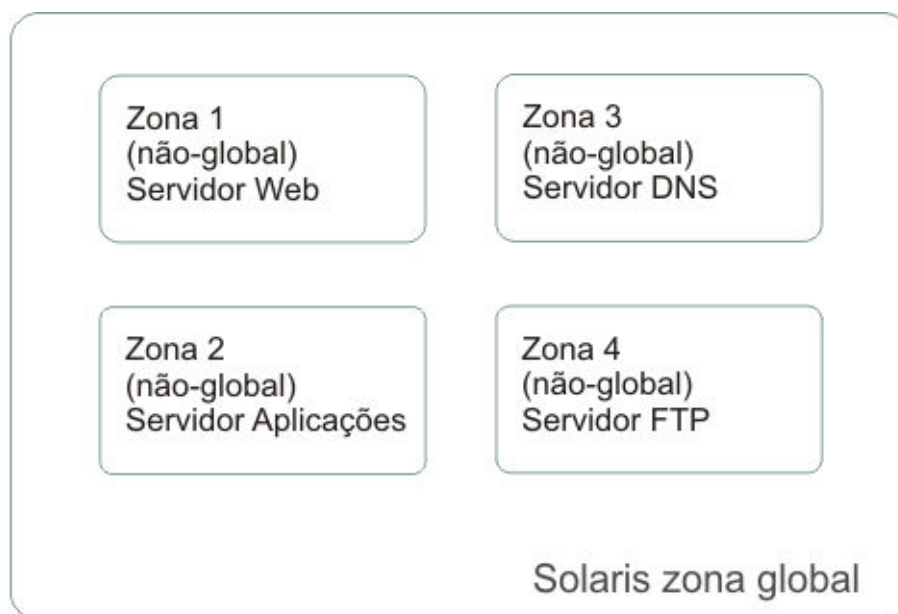 Zona 1
(não-global)
Servidor Web
Zona 3
(não-global)
Servidor DNS
Zona 2
(não-global)
Servidor Aplicações
Zona 4
(não-global)
Servidor FTP
Solaris zona global